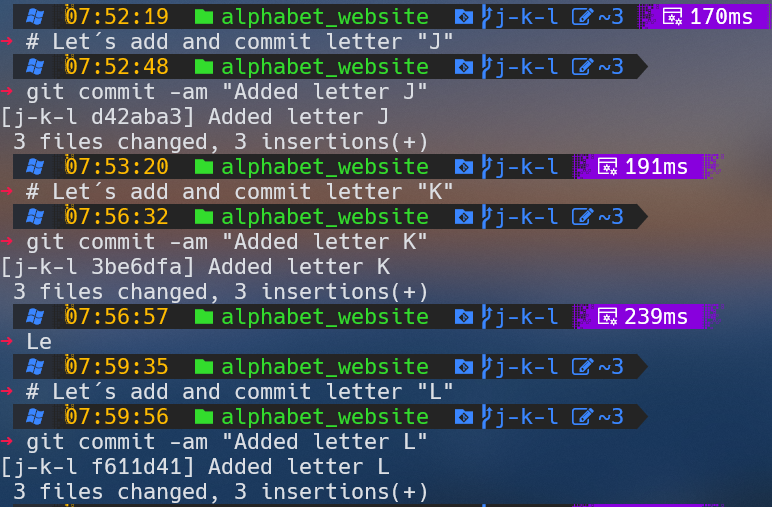 07:52:19 alphabet_website j-k-l ~3 170ms
➜ # Let´s add and commit letter "J"
07:52:48 alphabet_website j-k-l ~3
➜ git commit -am "Added letter J"
[j-k-l d42aba3] Added letter J
3 files changed, 3 insertions(+)
07:53:20 alphabet_website j-k-l 191ms
➜ # Let´s add and commit letter "K"
07:56:32 alphabet_website j-k-l ~3
➜ git commit -am "Added letter K"
[j-k-l 3be6dfa] Added letter K
3 files changed, 3 insertions(+)
07:56:57 alphabet_website j-k-l 239ms
➜ Le
07:59:35 alphabet_website j-k-l ~3
➜ # Let´s add and commit letter "L"
07:59:56 alphabet_website j-k-l ~3
➜ git commit -am "Added letter L"
[j-k-l f611d41] Added letter L
3 files changed, 3 insertions(+)